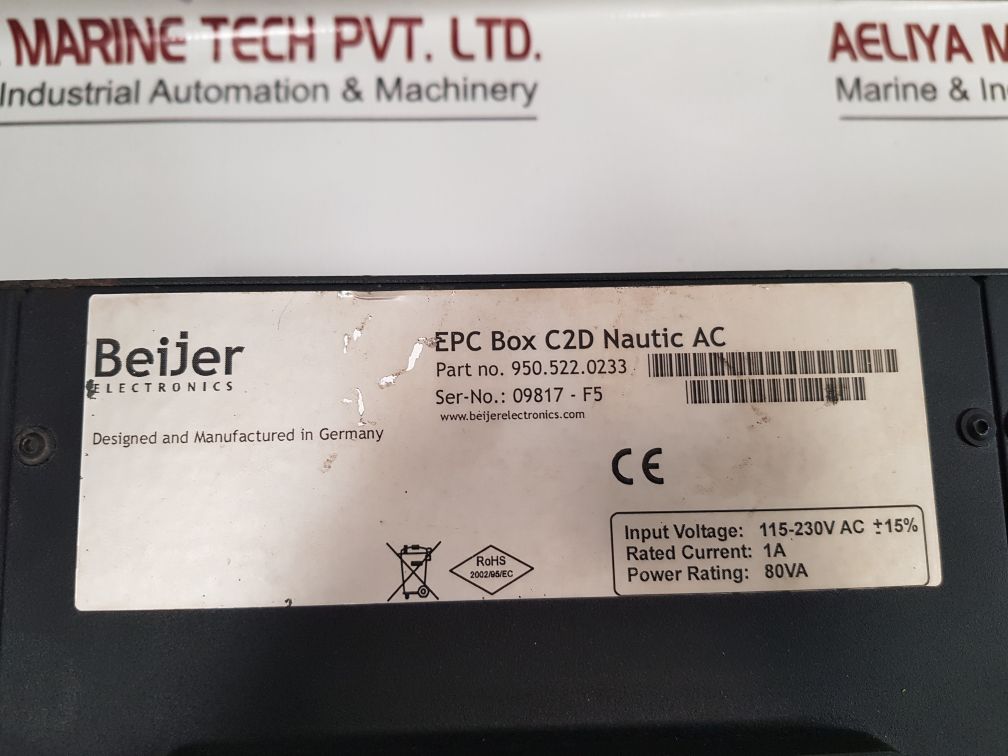 MARINE TECH PVT. LTD.
Industrial Automation & Machinery
AELIYA M
Marine & In
Beijer
ELECTRONICS
Designed and Manufactured in Germany
EPC Box C2D Nautic AC
Part no. 950.522.0233
Ser-No.: 09817 - F5
www.beijerelectronics.com
CE
RoHS
2002/95/EC
Input Voltage: 115-230V AC ±15%
Rated Current: 1A
Power Rating: 80VA